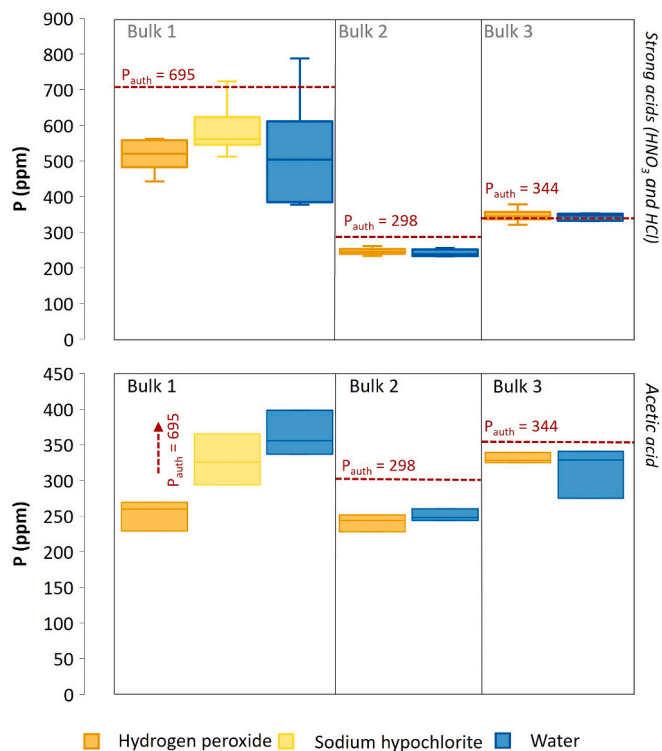 Bulk 1
Bulk 2
Bulk 3
Strong acids (HNO3 and HCl)
P (ppm)
900
800
700
600
500
400
300
200
100
0
Pauth = 695
Pauth = 298
Pauth = 344
Bulk 1
Bulk 2
Bulk 3
Acetic acid
P (ppm)
450
400
350
300
250
200
150
100
50
0
Pauth = 695
Pauth = 298
Pauth = 344
Hydrogen peroxide
Sodium hypochlorite
Water